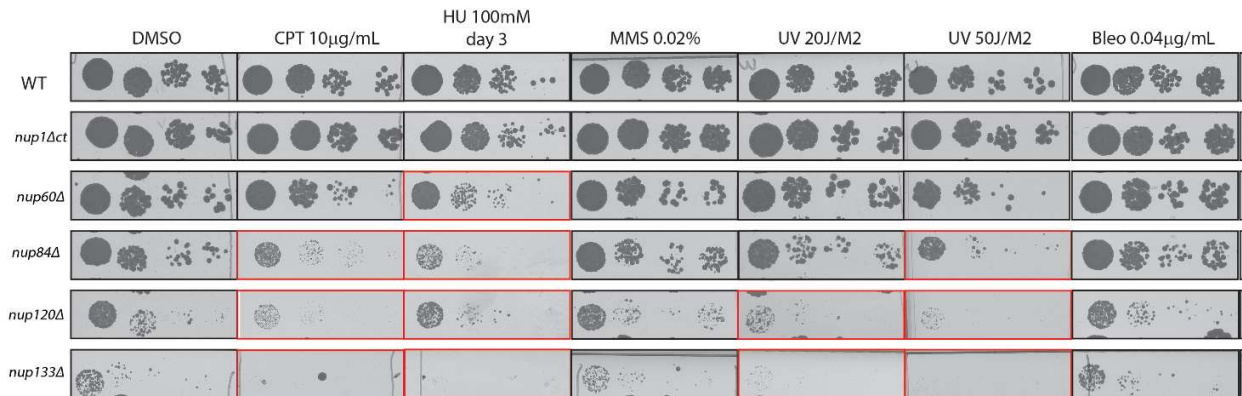 DMSO
CPT 10µg/mL
HU 100mM
day 3
MMS 0.02%
UV 20J/M2
UV 50J/M2
Bleo 0.04µg/mL
WT
nup1Δct
nup60Δ
nup84Δ
nup120Δ
nup133Δ